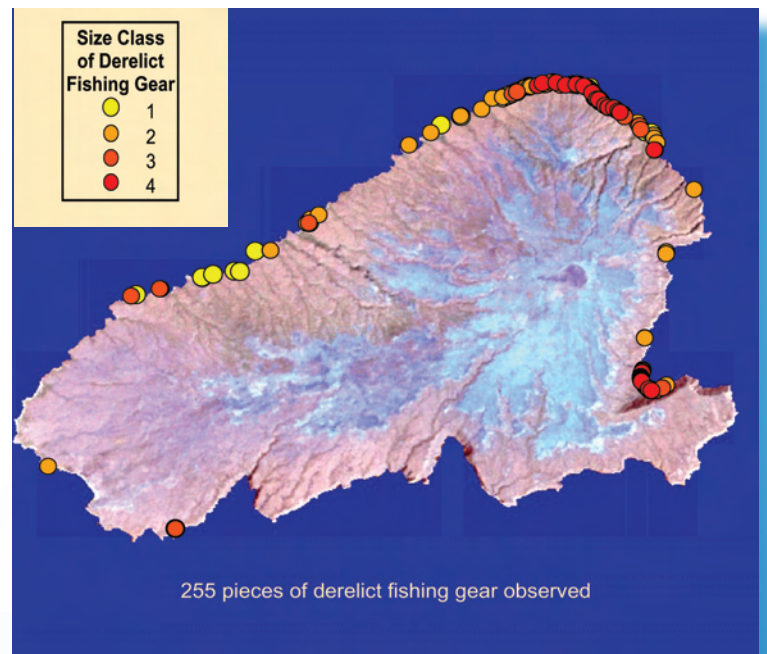 Size Class
of Derelict
Fishing Gear
1
2
3
4
255 pieces of derelict fishing gear observed